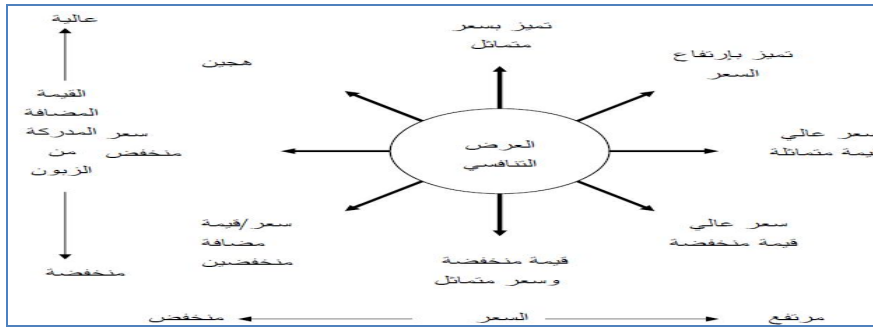 عالية
تميز بسعر
متماثل
تميز بإرتفاع
السعر
هجين
القيمة
المضافة
المدركة
من
الزبون
سعر
منخفض
العرض
التنافسي
سعر عالي
قيمة متماثلة
سعر/قيمة
مضافة
منخفضين
سعر عالي
قيمة منخفضة
قيمة منخفضة
وسعر متماثل
منخفضة
مرتفع
السعر
منخفض